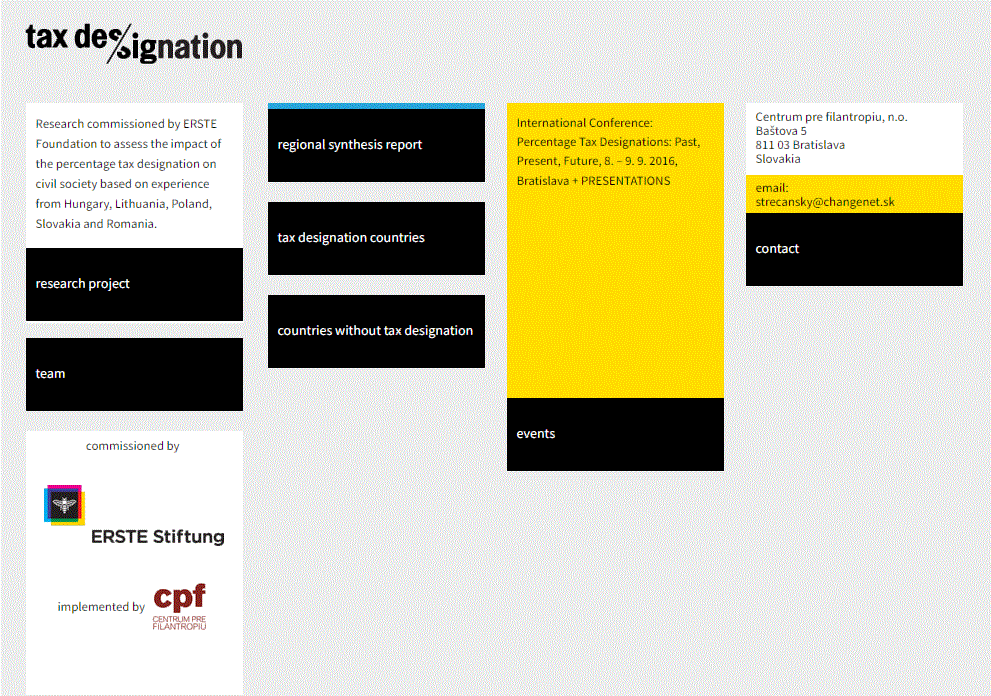 tax designation
Research commissioned by ERSTE
Foundation to assess the impact of
the percentage tax designation on
civil society based on experience
from Hungary, Lithuania, Poland,
Slovakia and Romania.
research project
team
commissioned by
ERSTE Stiftung
implemented by
cpf
CENTRUM PRE
FILANTROPIU
regional synthesis report
tax designation countries
countries without tax designation
International Conference:
Percentage Tax Designations: Past,
Present, Future, 8. – 9. 9. 2016,
Bratislava + PRESENTATIONS
events
Centrum pre filantropiu, n.o.
Baštova 5
811 03 Bratislava
Slovakia
email:
strecansky@changenet.sk
contact